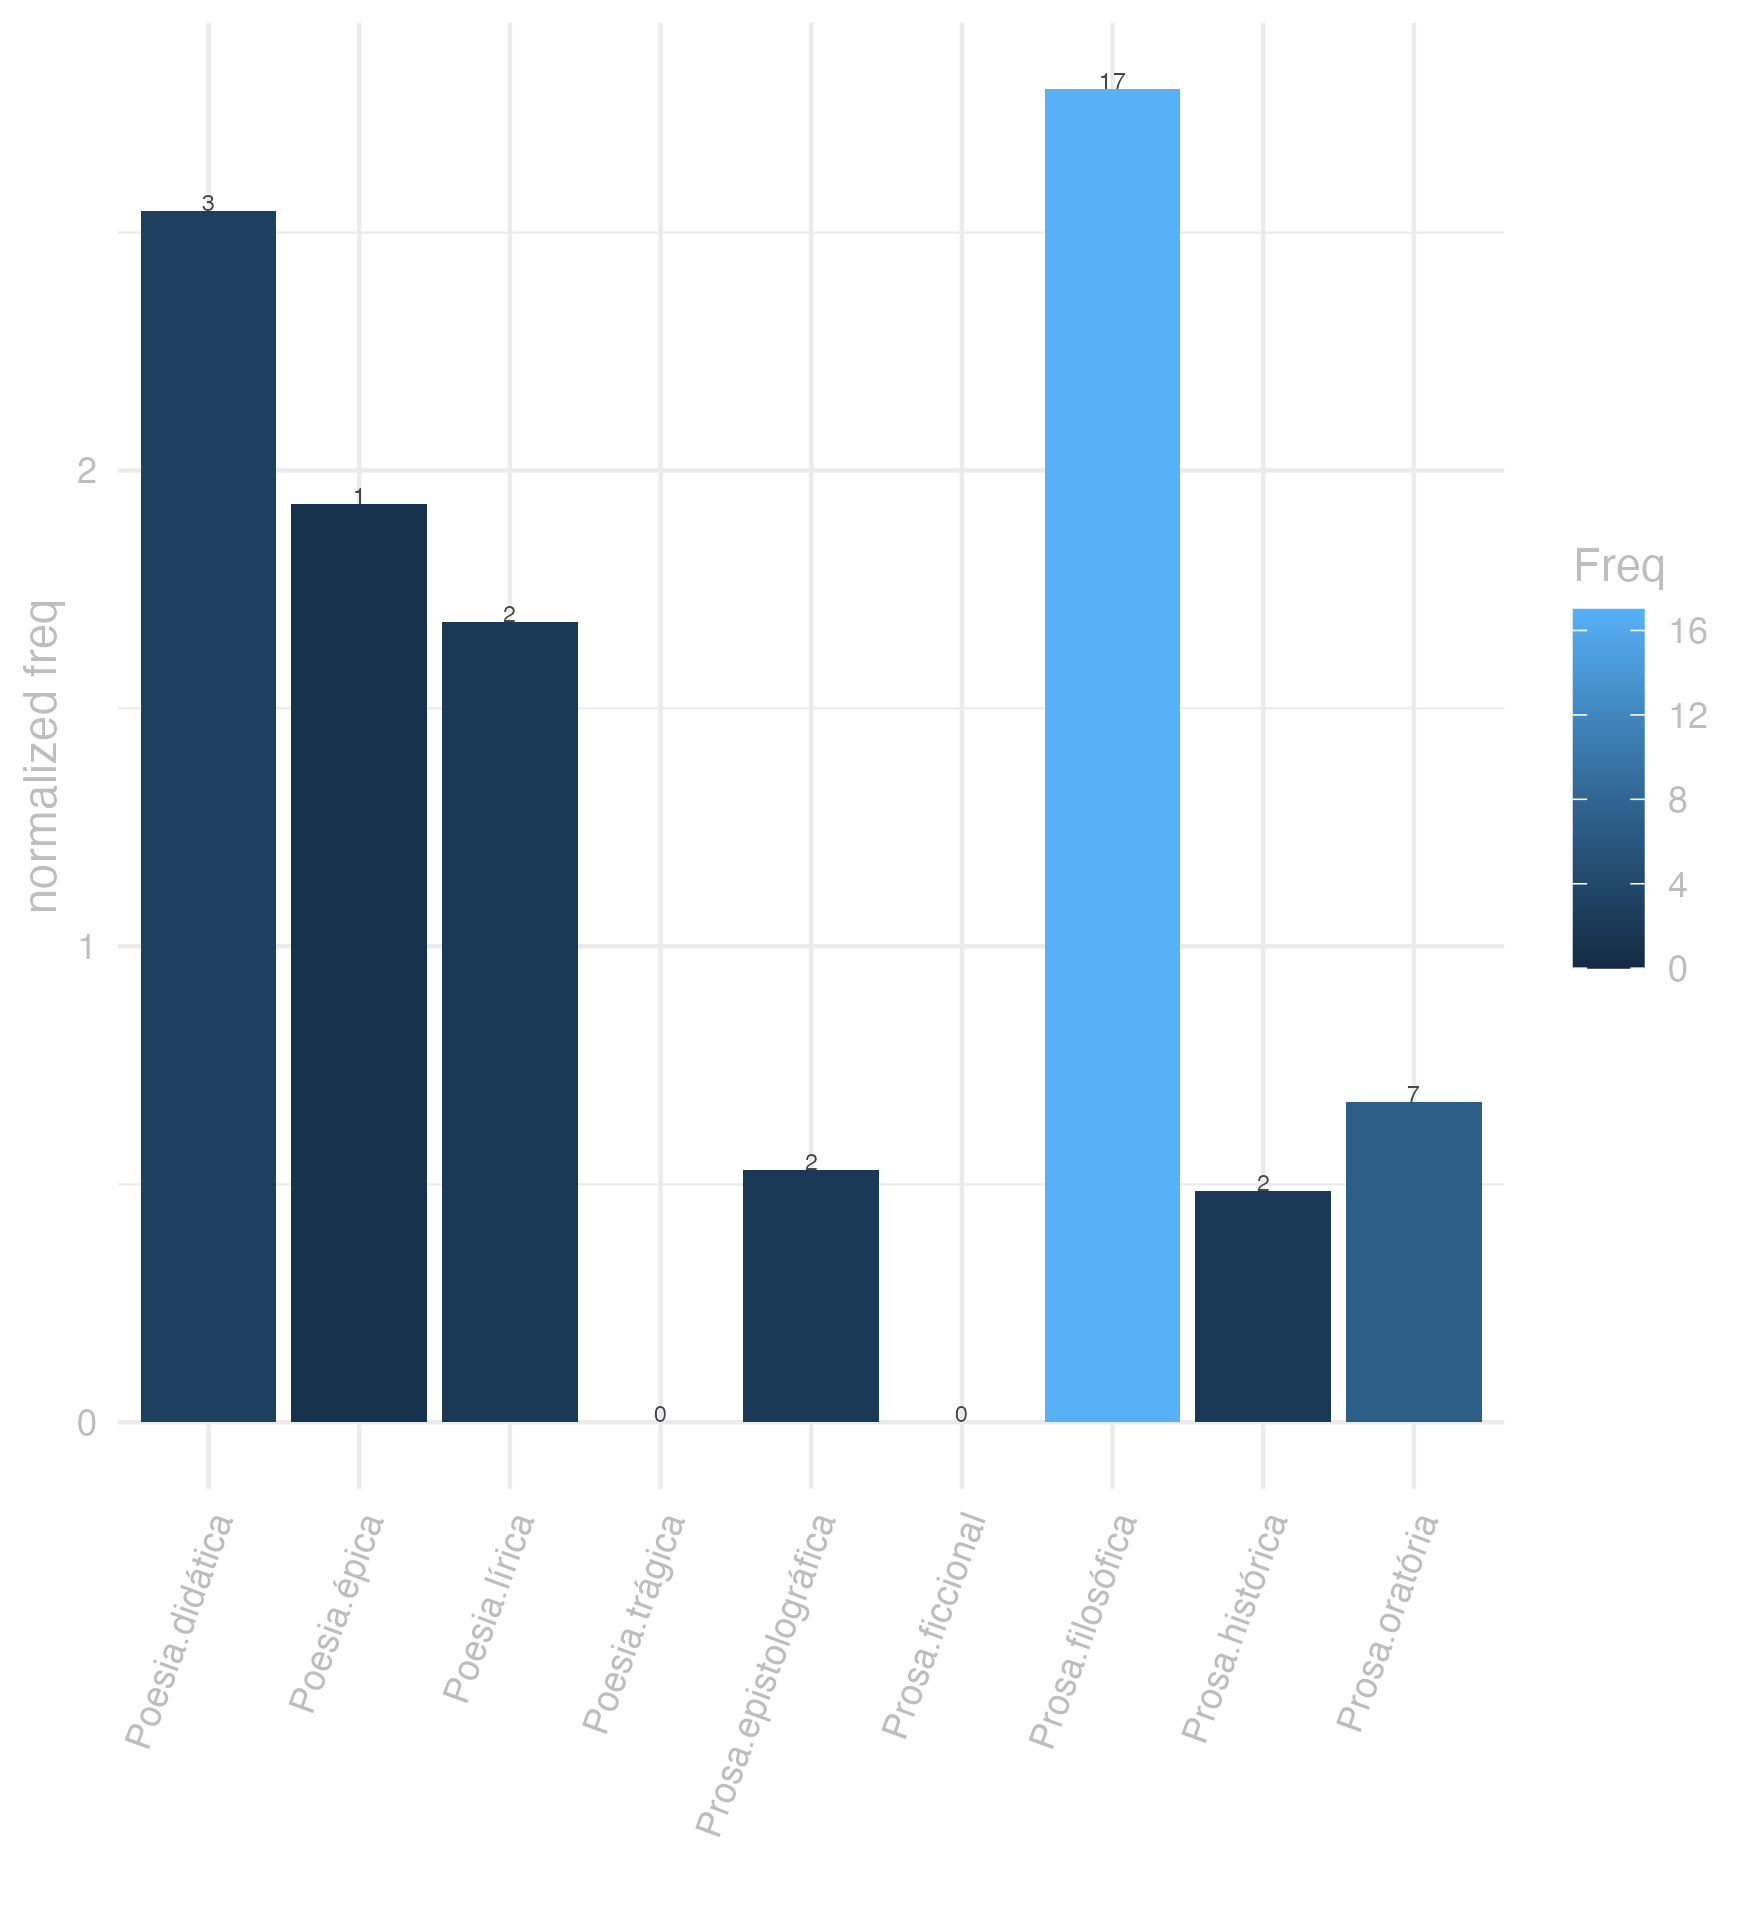 17
3
2
1
2
normalized freq
1
2
0
0
2
7
0
Freq
16
12
8
4
0
Poesia.didática
Poesia.épica
Poesia.lírica
Poesia.trágica
Prosa.epistolográfica
Prosa.ficcional
Prosa.filosófica
Prosa.histórica
Prosa.oratória